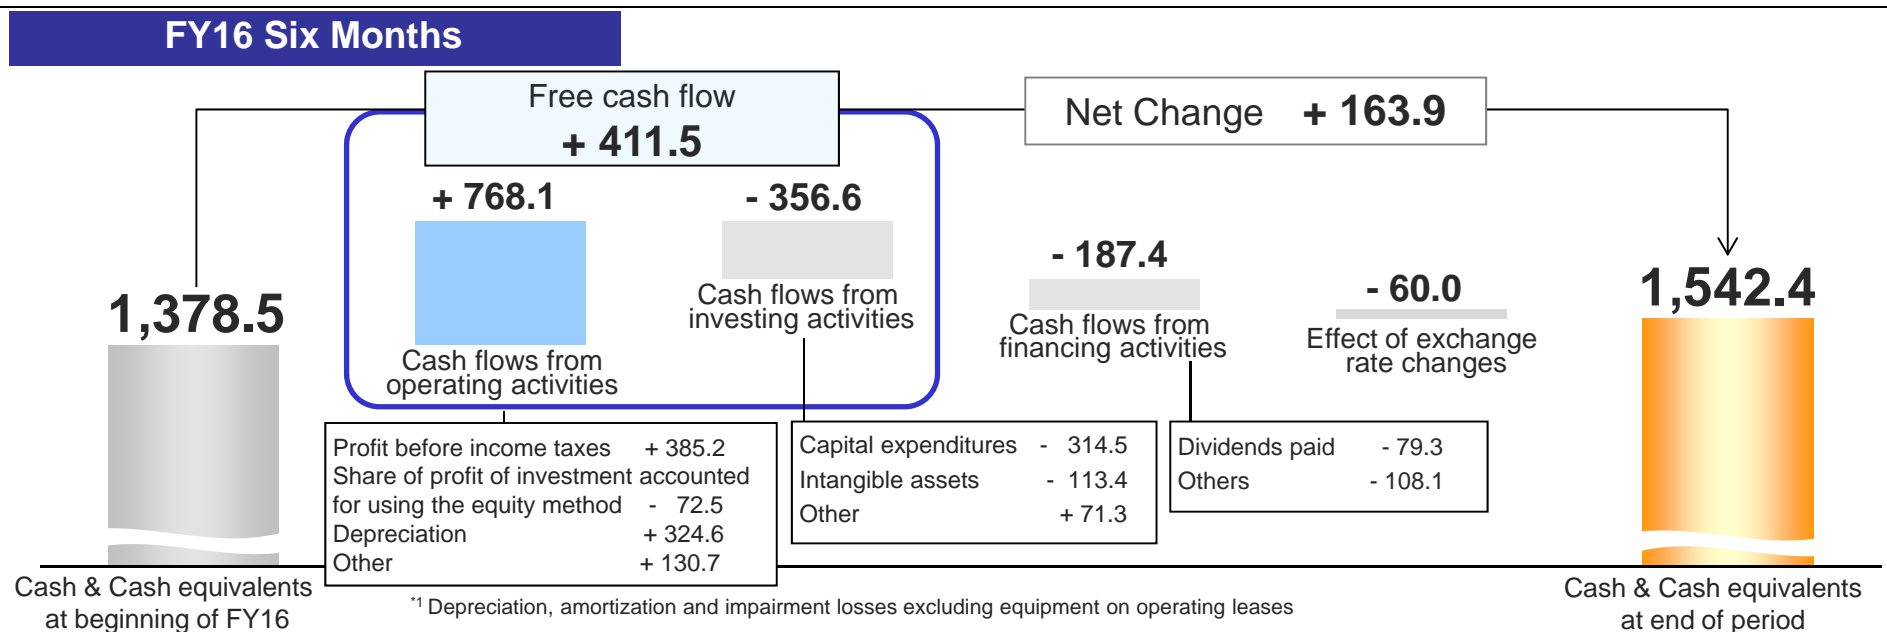 FY16 Six Months
Free cash flow
+ 411.5
Net Change + 163.9
+ 768.1
- 356.6
- 187.4
- 60.0
1,378.5
1,542.4
Cash flows from
operating activities
Cash flows from
investing activities
Cash flows from
financing activities
Effect of exchange
rate changes
Profit before income taxes + 385.2
Share of profit of investment accounted
for using the equity method - 72.5
Depreciation + 324.6
Other + 130.7
Capital expenditures - 314.5
Intangible assets - 113.4
Other + 71.3
Dividends paid - 79.3
Others - 108.1
Cash & Cash equivalents
at beginning of FY16
*1 Depreciation, amortization and impairment losses excluding equipment on operating leases
Cash & Cash equivalents
at end of period